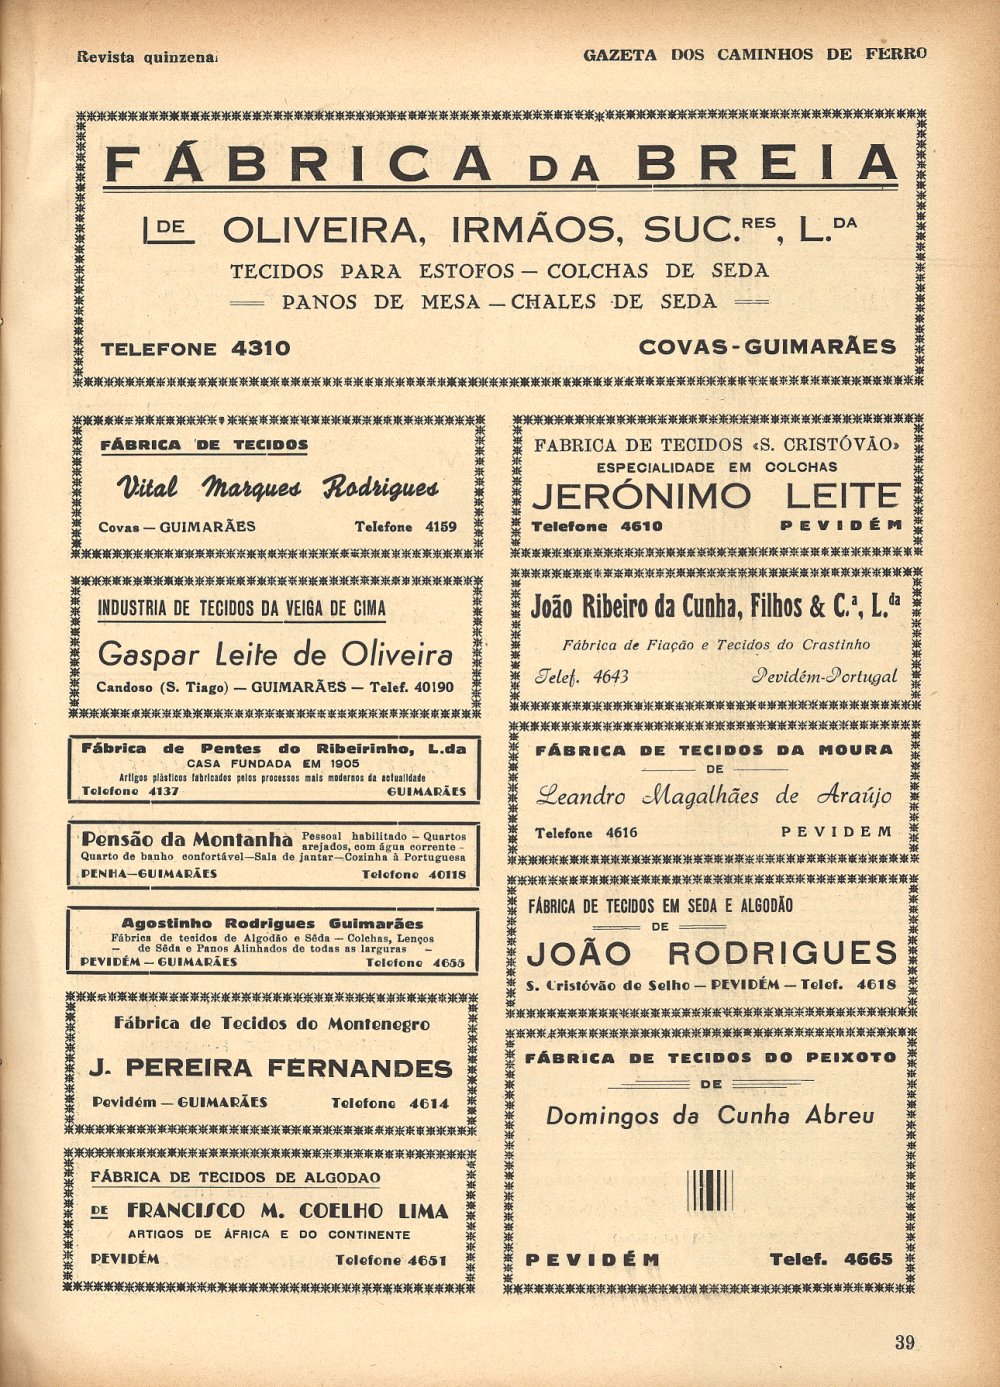 Revista quinzenal
GAZETA DOS CAMINHOS DE FERRO
FÁBRICA DA BREIA
DE OLIVEIRA, IRMÃOS, SUC.RES, L.DA
TECIDOS PARA ESTOFOS — COLCHAS DE SEDA
PANOS DE MESA — CHALES DE SEDA
TELEFONE 4310
COVAS-GUIMARÃES
FÁBRICA DE TECIDOS
Vital Marques Rodrigues
Covas — GUIMARÃES Telefone 4159
INDUSTRIA DE TECIDOS DA VEIGA DE CIMA
Gaspar Leite de Oliveira
Candoso (S. Tiago) — GUIMARÃES — Telef. 40190
Fábrica de Pentes do Ribeirinho, L.da
CASA FUNDADA EM 1905
Artigos plásticos fabricados pelos processos mais modernos da actualidade
Telefone 4137 GUIMARÃES
Pensão da Montanha Pessoal habilitado — Quartos
arejados, com água corrente -
Quarto de banho confortável—Sala de jantar—Cozinha à Portuguesa
PENHA—GUIMARÃES Telefone 40118
Agostinho Rodrigues Guimarães
Fábrica de tecidos de Algodão e Sêda — Colchas, Lenços
— de Sêda e Panos Alinhados de todas as larguras —
PEVIDÉM — GUIMARÃES Telefone 4655
Fábrica de Tecidos do Montenegro
J. PEREIRA FERNANDES
Pevidém — GUIMARÃES Telefone 4614
FÁBRICA DE TECIDOS DE ALGODAO
DE FRANCISCO M. COELHO LIMA
ARTIGOS DE ÁFRICA E DO CONTINENTE
PEVIDÉM Telefone 4651
FABRICA DE TECIDOS «S. CRISTÓVÃO»
ESPECIALIDADE EM COLCHAS
JERÓNIMO LEITE
Telefone 4610 PEVIDÉM
João Ribeiro da Cunha, Filhos & C.ª, L.da
Fábrica de Fiação e Tecidos do Crastinho
Telef. 4643 Pevidém-Portugal
FÁBRICA DE TECIDOS DA MOURA
DE
Leandro Magalhães de Araújo
Telefone 4616 PEVIDEM
FÁBRICA DE TECIDOS EM SEDA E ALGODÃO
DE
JOÃO RODRIGUES
S. Cristóvão de Selho — PEVIDÉM — Telef. 4618
FÁBRICA DE TECIDOS DO PEIXOTO
DE
Domingos da Cunha Abreu
PEVIDÉM Telef. 4665
39